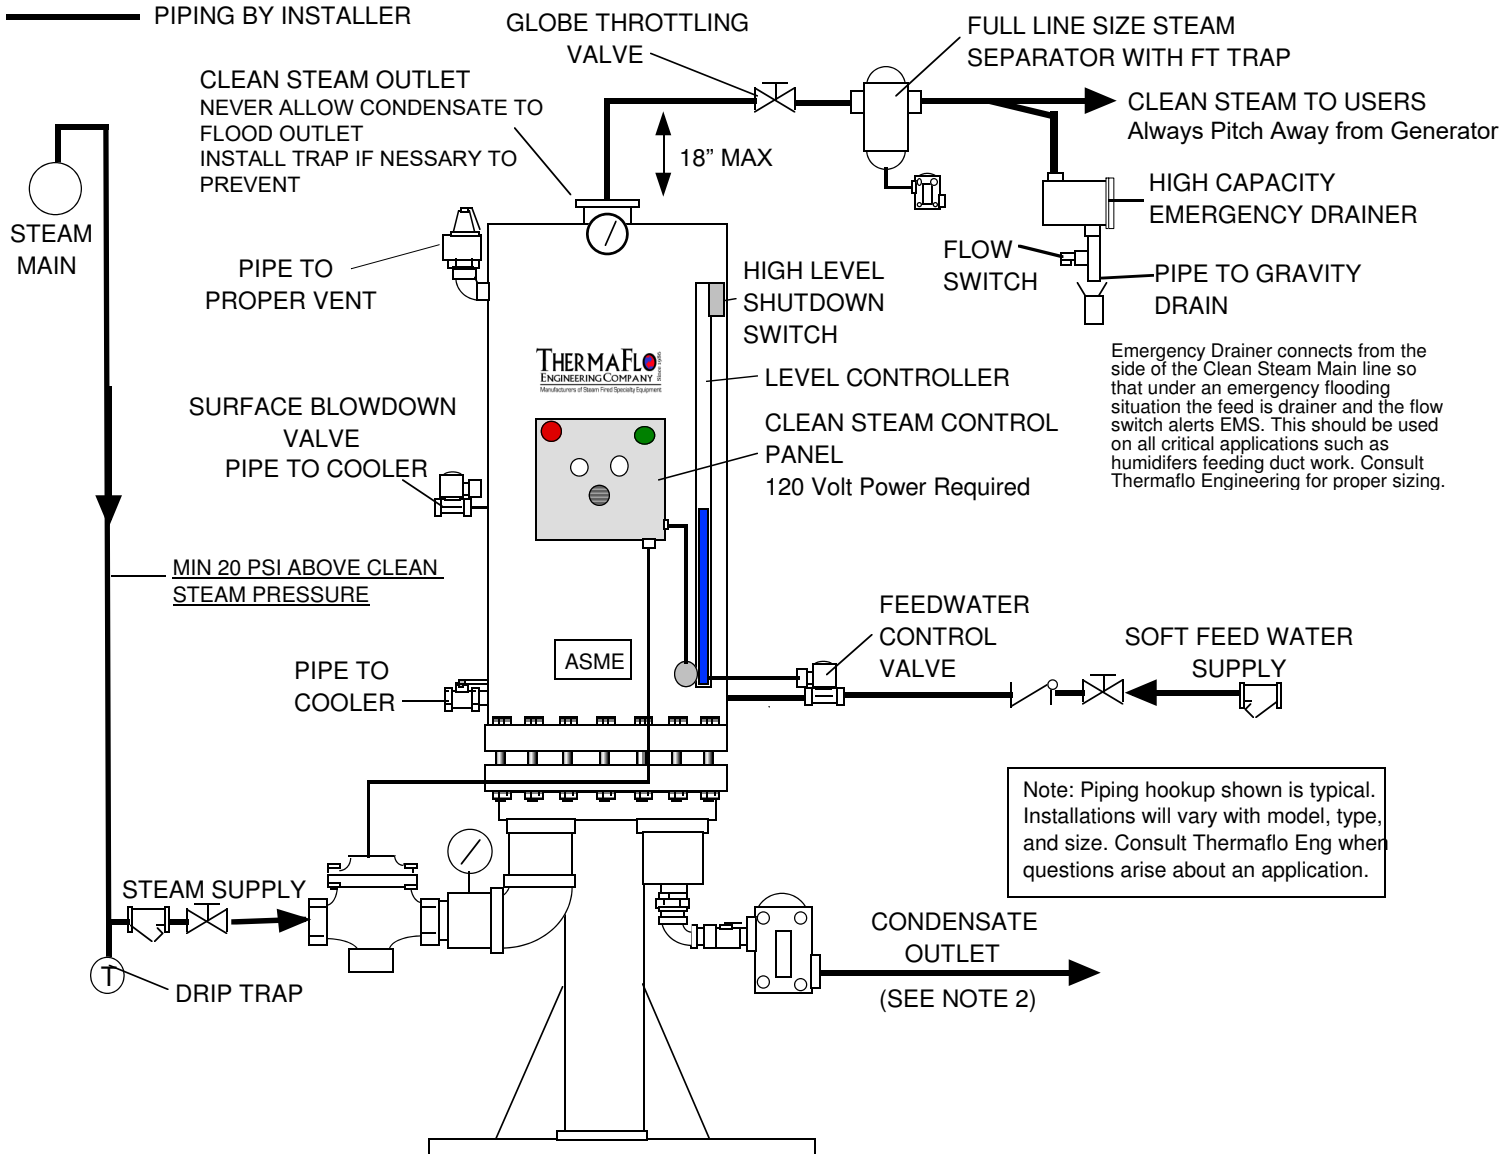 PIPING BY INSTALLER
GLOBE THROTTLING
VALVE
FULL LINE SIZE STEAM
SEPARATOR WITH FT TRAP
CLEAN STEAM OUTLET
NEVER ALLOW CONDENSATE TO
FLOOD OUTLET
INSTALL TRAP IF NESSARY TO
PREVENT
18” MAX
CLEAN STEAM TO USERS
Always Pitch Away from Generator
STEAM
MAIN
HIGH CAPACITY
EMERGENCY DRAINER
FLOW
SWITCH
PIPE TO GRAVITY
DRAIN
PIPE TO
PROPER VENT
HIGH LEVEL
SHUTDOWN
SWITCH
THERMAFLO
ENGINEERING COMPANY
Since 1986
Manufacturers of Steam Fired Specialty Equipment
LEVEL CONTROLLER
Emergency Drainer connects from the
side of the Clean Steam Main line so
that under an emergency flooding
situation the feed is drainer and the flow
switch alerts EMS. This should be used
on all critical applications such as
humidifers feeding duct work. Consult
Thermaflo Engineering for proper sizing.
SURFACE BLOWDOWN
VALVE
PIPE TO COOLER
CLEAN STEAM CONTROL
PANEL
120 Volt Power Required
MIN 20 PSI ABOVE CLEAN
STEAM PRESSURE
FEEDWATER
CONTROL
VALVE
SOFT FEED WATER
SUPPLY
ASME
PIPE TO
COOLER
Note: Piping hookup shown is typical.
Installations will vary with model, type,
and size. Consult Thermaflo Eng when
questions arise about an application.
STEAM SUPPLY
T
DRIP TRAP
CONDENSATE
OUTLET
(SEE NOTE 2)